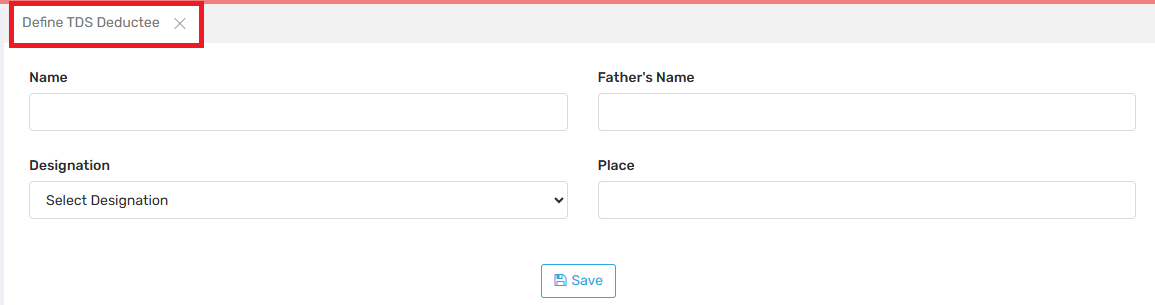 Define TDS Deductee
Name
Father's Name
Designation
Place
Select Designation
Save